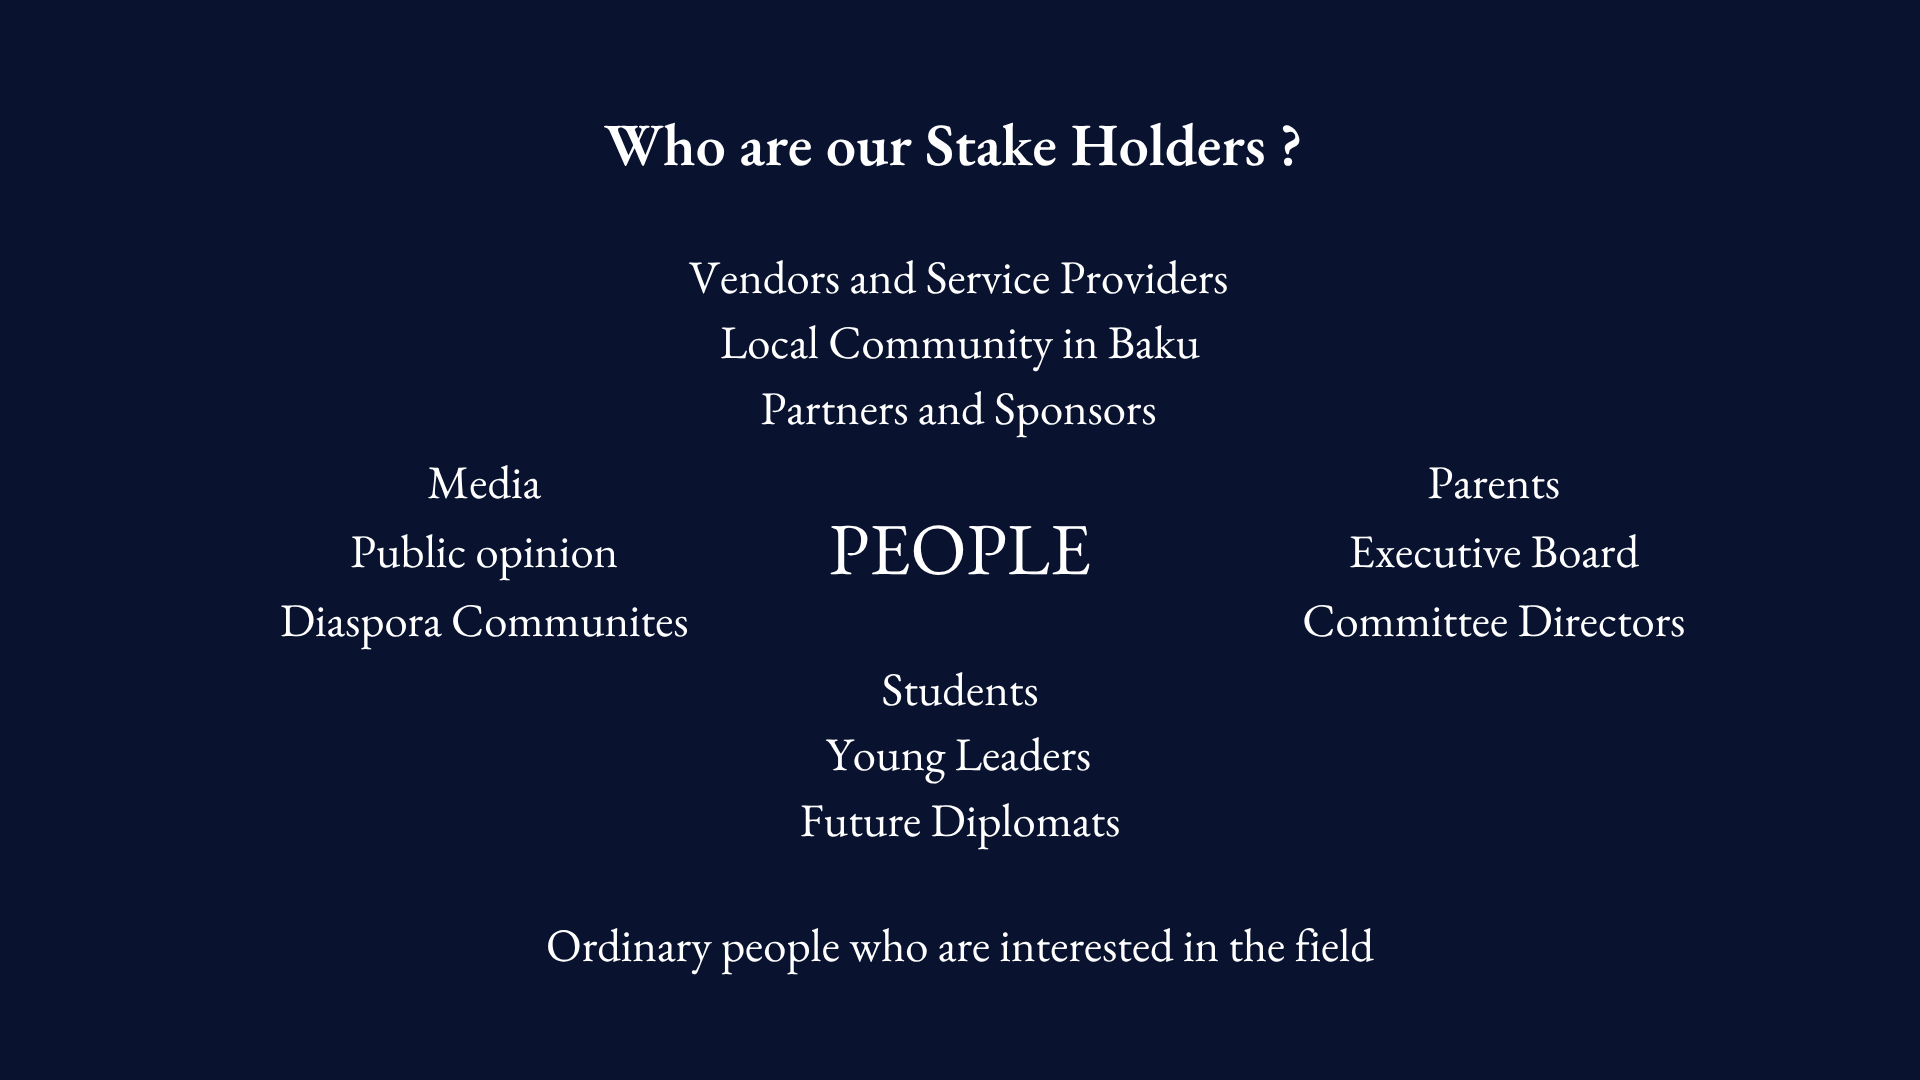 Who are our Stake Holders ?
Vendors and Service Providers
Local Community in Baku
Partners and Sponsors
Media
Public opinion
Diaspora Communites
PEOPLE
Parents
Executive Board
Committee Directors
Students
Young Leaders
Future Diplomats
Ordinary people who are interested in the field